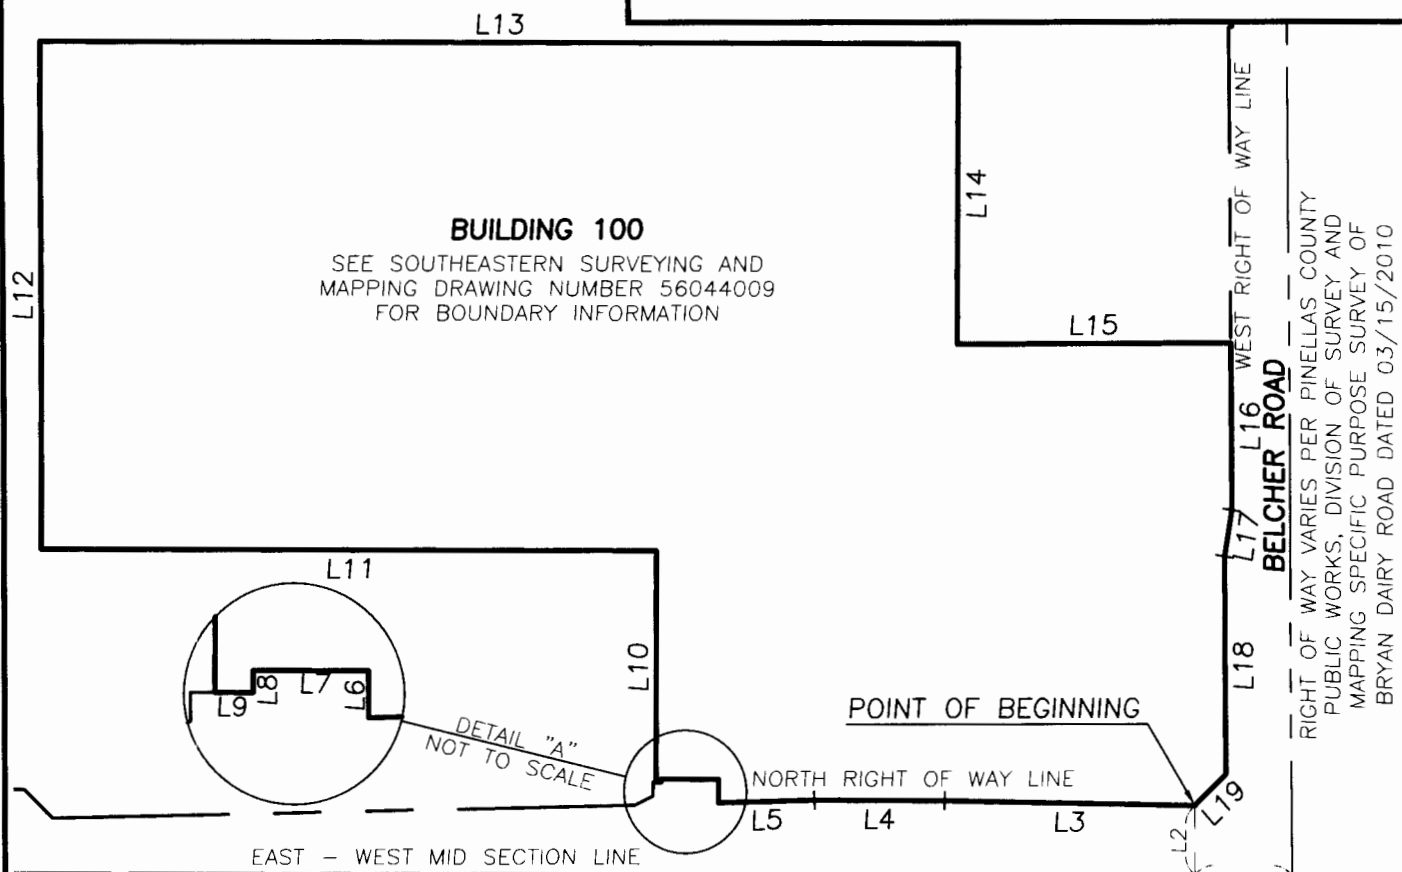 L13
L12
BUILDING 100
SEE SOUTHEASTERN SURVEYING AND
MAPPING DRAWING NUMBER 56044009
FOR BOUNDARY INFORMATION
L14
L15
WEST RIGHT OF WAY LINE
L16
L17
BELCHER ROAD
RIGHT OF WAY VARIES PER PINELLAS COUNTY
PUBLIC WORKS, DIVISION OF SURVEY AND
MAPPING SPECIFIC PURPOSE SURVEY OF
BRYAN DAIRY ROAD DATED 03/15/2010
L11
L10
L18
L9
L8
L7
L6
DETAIL "A"
NOT TO SCALE
POINT OF BEGINNING
NORTH RIGHT OF WAY LINE
L5
L4
L3
L19
L2
EAST - WEST MID SECTION LINE